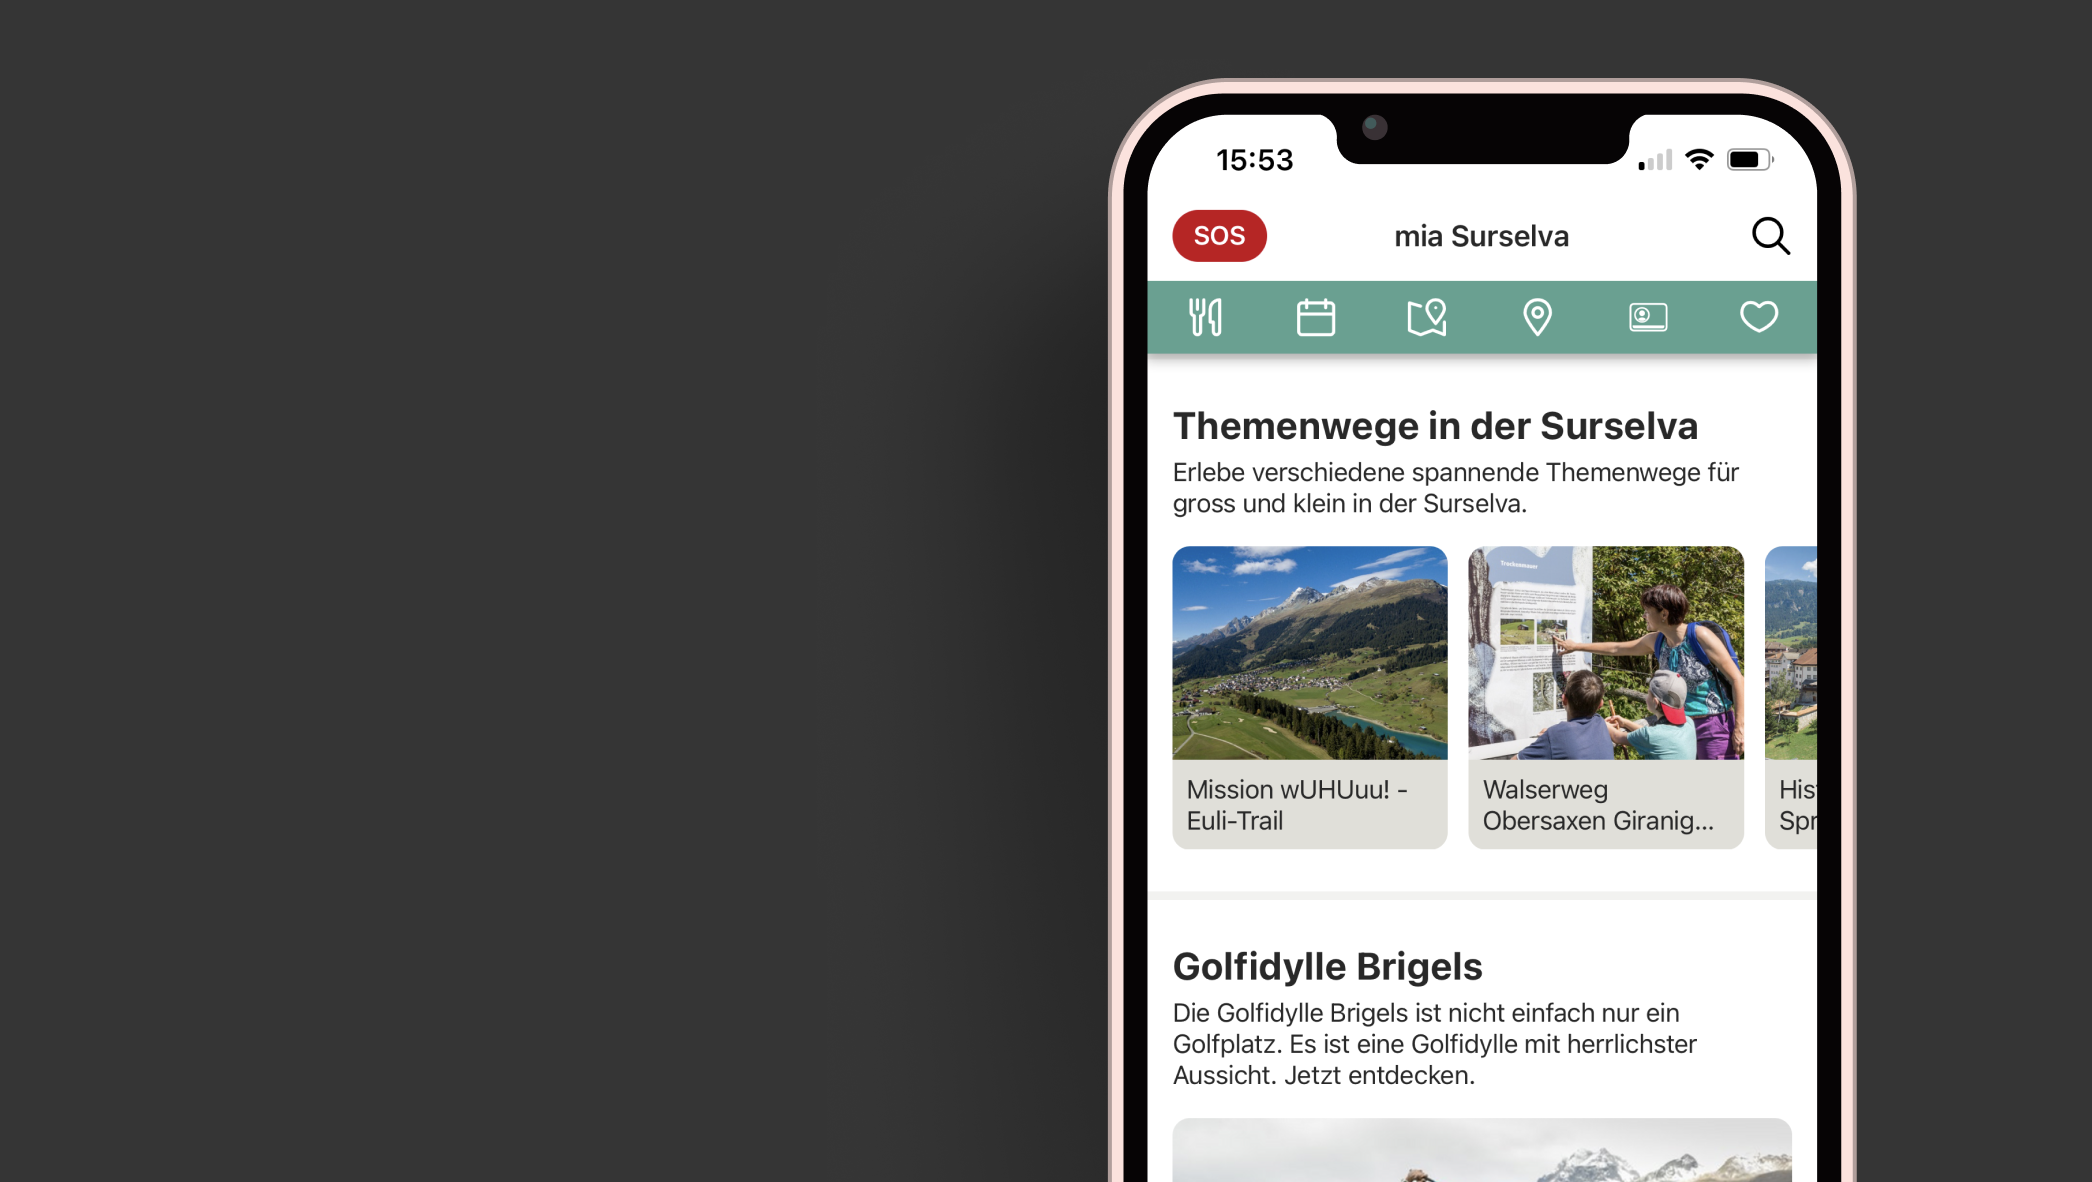 15:53
SOS
mia Surselva
Themenwege in der Surselva
Erlebe verschiedene spannende Themenwege für
gross und klein in der Surselva.
Trockenmauer
Mission wUHUuu! -
Euli-Trail
Walserweg
Obersaxen Giranig...
His
Spr
Golfidylle Brigels
Die Golfidylle Brigels ist nicht einfach nur ein
Golfplatz. Es ist eine Golfidylle mit herrlichster
Aussicht. Jetzt entdecken.